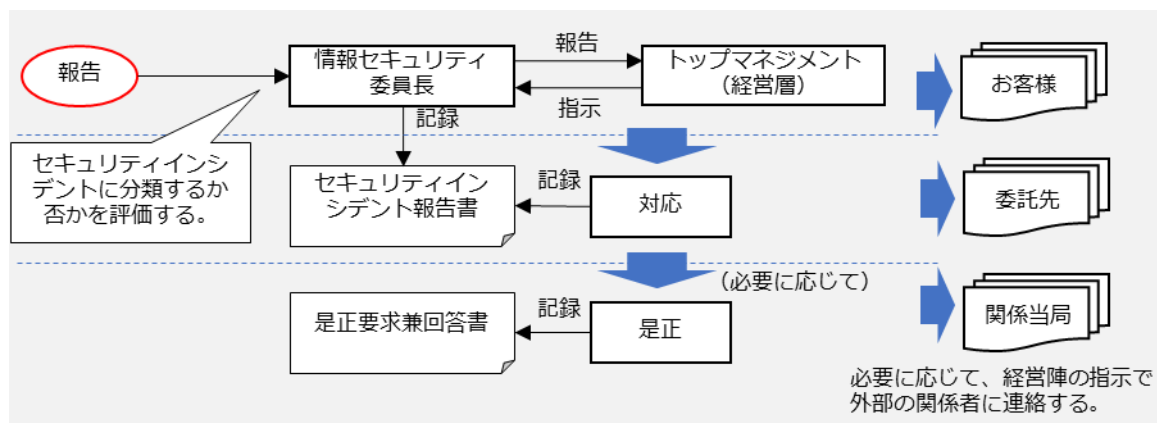 報告
情報セキュリティ
委員長
報告
指示
トップマネジメント
（経営層）
お客様
記録
セキュリティインシ
デントに分類するか
否かを評価する。
セキュリティイン
シデント報告書
記録
対応
委託先
（必要に応じて）
是正要求兼回答書
記録
是正
関係当局
必要に応じて、経営陣の指示で
外部の関係者に連絡する。